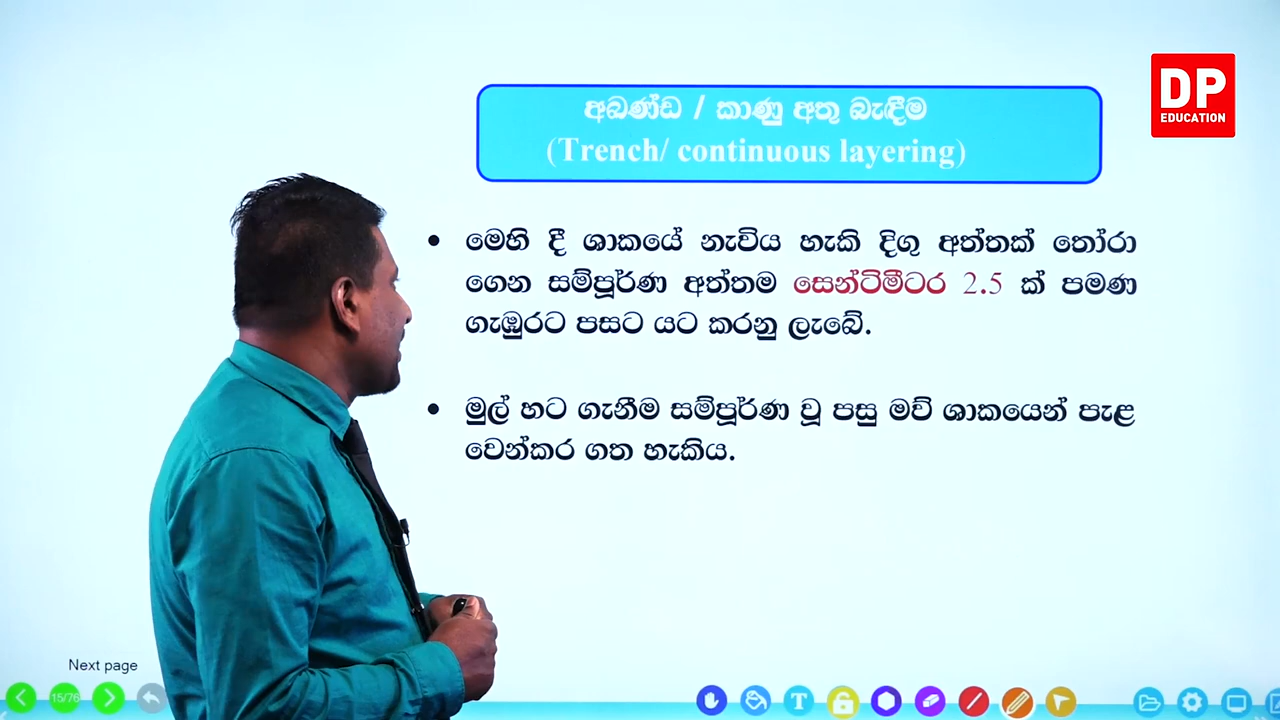 DP
EDUCATION
අඛණ්ඩ / කාණු අතු බැඳීම
(Trench/ continuous layering)
• මෙහි දී ශාකයේ නැවිය හැකි දිගු අත්තක් තෝරා
ගෙන සම්පූර්ණ අත්තම සෙන්ටිමීටර 2.5 ක් පමණ
ගැඹුරට පසට යට කරනු ලැබේ.
• මුල් හට ගැනීම සම්පූර්ණ වූ පසු මව් ශාකයෙන් පැළ
වෙන්කර ගත හැකිය.
Next page
15/76
T